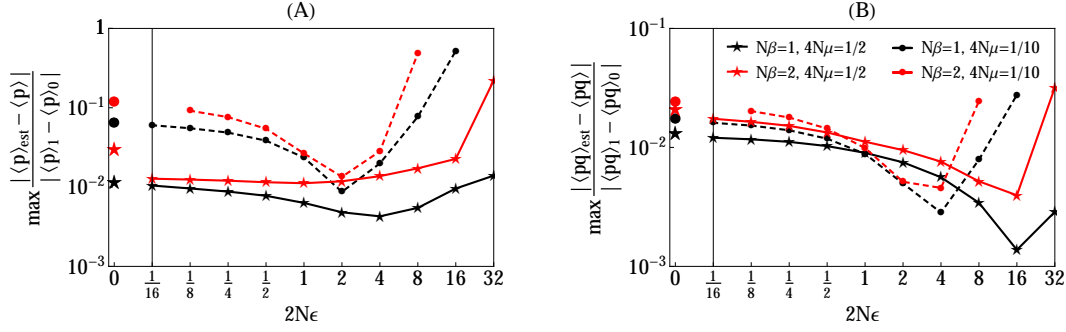 (A)
max |⟨p⟩est − ⟨p⟩| / |⟨p⟩1 − ⟨p⟩0|
1
10⁻¹
10⁻²
10⁻³
0 1/16 1/8 1/4 1/2 1 2 4 8 16 32
2Nϵ
(B)
max |⟨pq⟩est − ⟨pq⟩| / |⟨pq⟩1 − ⟨pq⟩0|
10⁻¹
10⁻²
10⁻³
Nβ=1, 4Nμ=1/2 Nβ=1, 4Nμ=1/10
Nβ=2, 4Nμ=1/2 Nβ=2, 4Nμ=1/10
0 1/16 1/8 1/4 1/2 1 2 4 8 16 32
2Nϵ